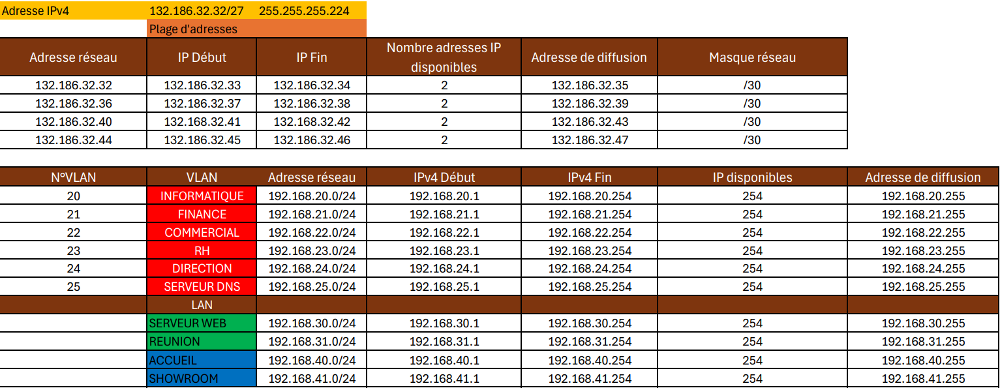 Adresse IPv4 132.186.32.32/27 255.255.255.224
Plage d'adresses
Adresse réseau IP Début IP Fin Nombre adresses IP disponibles Adresse de diffusion Masque réseau
132.186.32.32 132.186.32.33 132.186.32.34 2 132.186.32.35 /30
132.186.32.36 132.186.32.37 132.186.32.38 2 132.186.32.39 /30
132.186.32.40 132.168.32.41 132.168.32.42 2 132.186.32.43 /30
132.186.32.44 132.186.32.45 132.186.32.46 2 132.186.32.47 /30
N°VLAN VLAN Adresse réseau IPv4 Début IPv4 Fin IP disponibles Adresse de diffusion
20 INFORMATIQUE 192.168.20.0/24 192.168.20.1 192.168.20.254 254 192.168.20.255
21 FINANCE 192.168.21.0/24 192.168.21.1 192.168.21.254 254 192.168.21.255
22 COMMERCIAL 192.168.22.0/24 192.168.22.1 192.168.22.254 254 192.168.22.255
23 RH 192.168.23.0/24 192.168.23.1 192.168.23.254 254 192.168.23.255
24 DIRECTION 192.168.24.0/24 192.168.24.1 192.168.24.254 254 192.168.24.255
25 SERVEUR DNS 192.168.25.0/24 192.168.25.1 192.168.25.254 254 192.168.25.255
LAN
SERVEUR WEB 192.168.30.0/24 192.168.30.1 192.168.30.254 254 192.168.30.255
REUNION 192.168.31.0/24 192.168.31.1 192.168.31.254 254 192.168.31.255
ACCUEIL 192.168.40.0/24 192.168.40.1 192.168.40.254 254 192.168.40.255
SHOWROOM 192.168.41.0/24 192.168.41.1 192.168.41.254 254 192.168.41.255